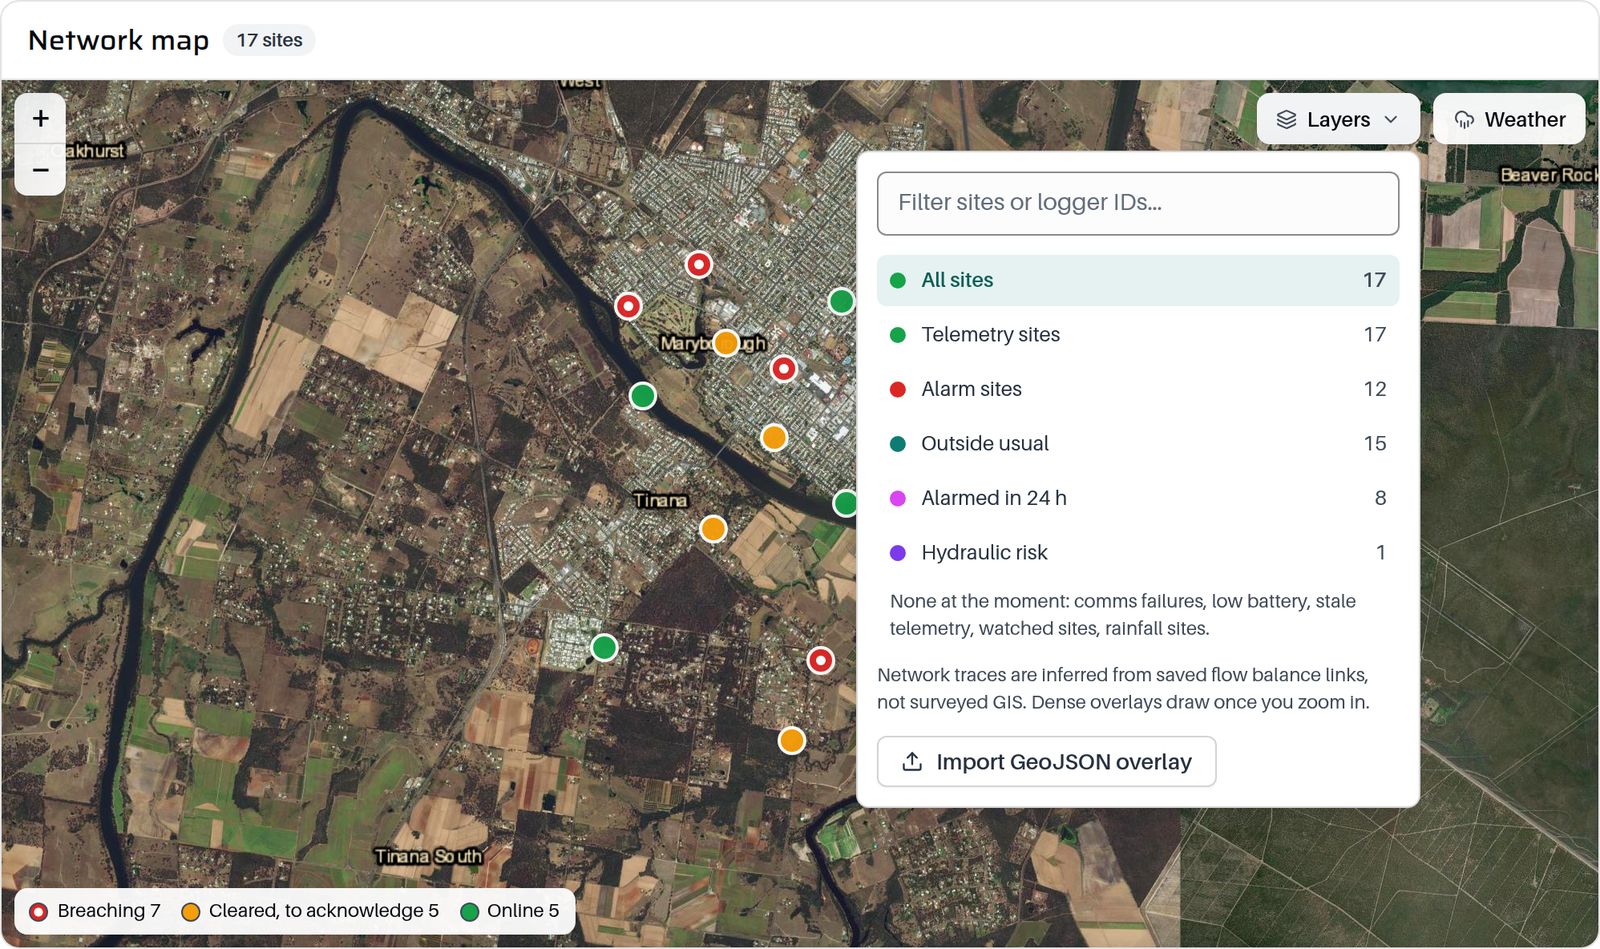 Network map
17 sites
West
+
akhurst
−
Layers
Weather
Beaver Rock
Filter sites or logger IDs...
All sites 17
Telemetry sites 17
Alarm sites 12
Outside usual 15
Alarmed in 24 h 8
Hydraulic risk 1
None at the moment: comms failures, low battery, stale
telemetry, watched sites, rainfall sites.
Network traces are inferred from saved flow balance links,
not surveyed GIS. Dense overlays draw once you zoom in.
Import GeoJSON overlay
Tinana
Tinana South
Breaching 7
Cleared, to acknowledge 5
Online 5